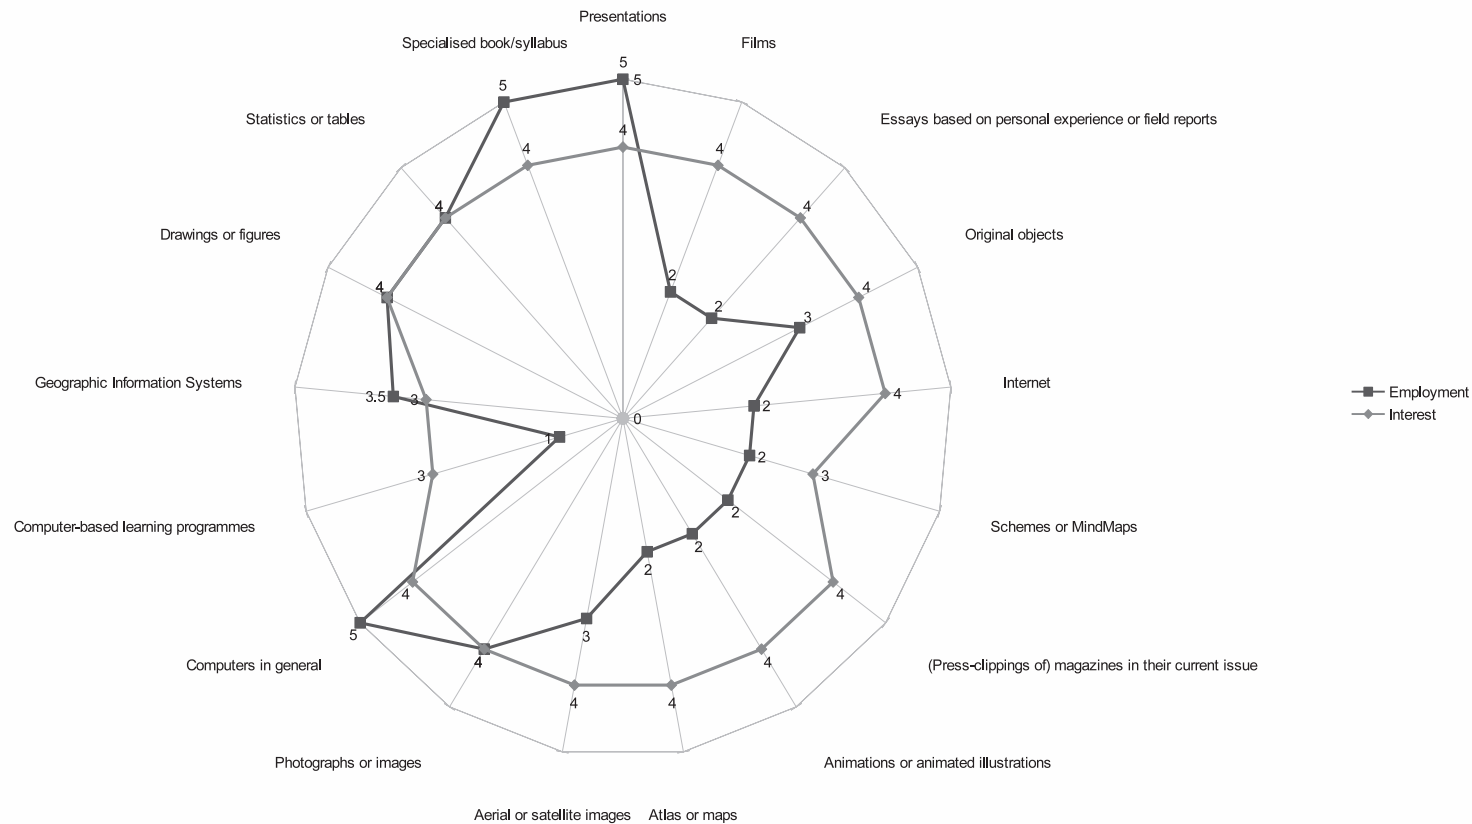 Presentations
Specialised book/syllabus
Films
5
5
5
Statistics or tables
Essays based on personal experience or field reports
4
4
4
4
4
Drawings or figures
Original objects
4
2
4
2
3
Geographic Information Systems
Internet
3.5
3
2
4
Employment
Interest
0
1
2
3
3
Computer-based learning programmes
Schemes or MindMaps
2
4
4
2
5
2
3
4
4
Computers in general
(Press-clippings of) magazines in their current issue
4
4
Photographs or images
Animations or animated illustrations
Aerial or satellite images
Atlas or maps